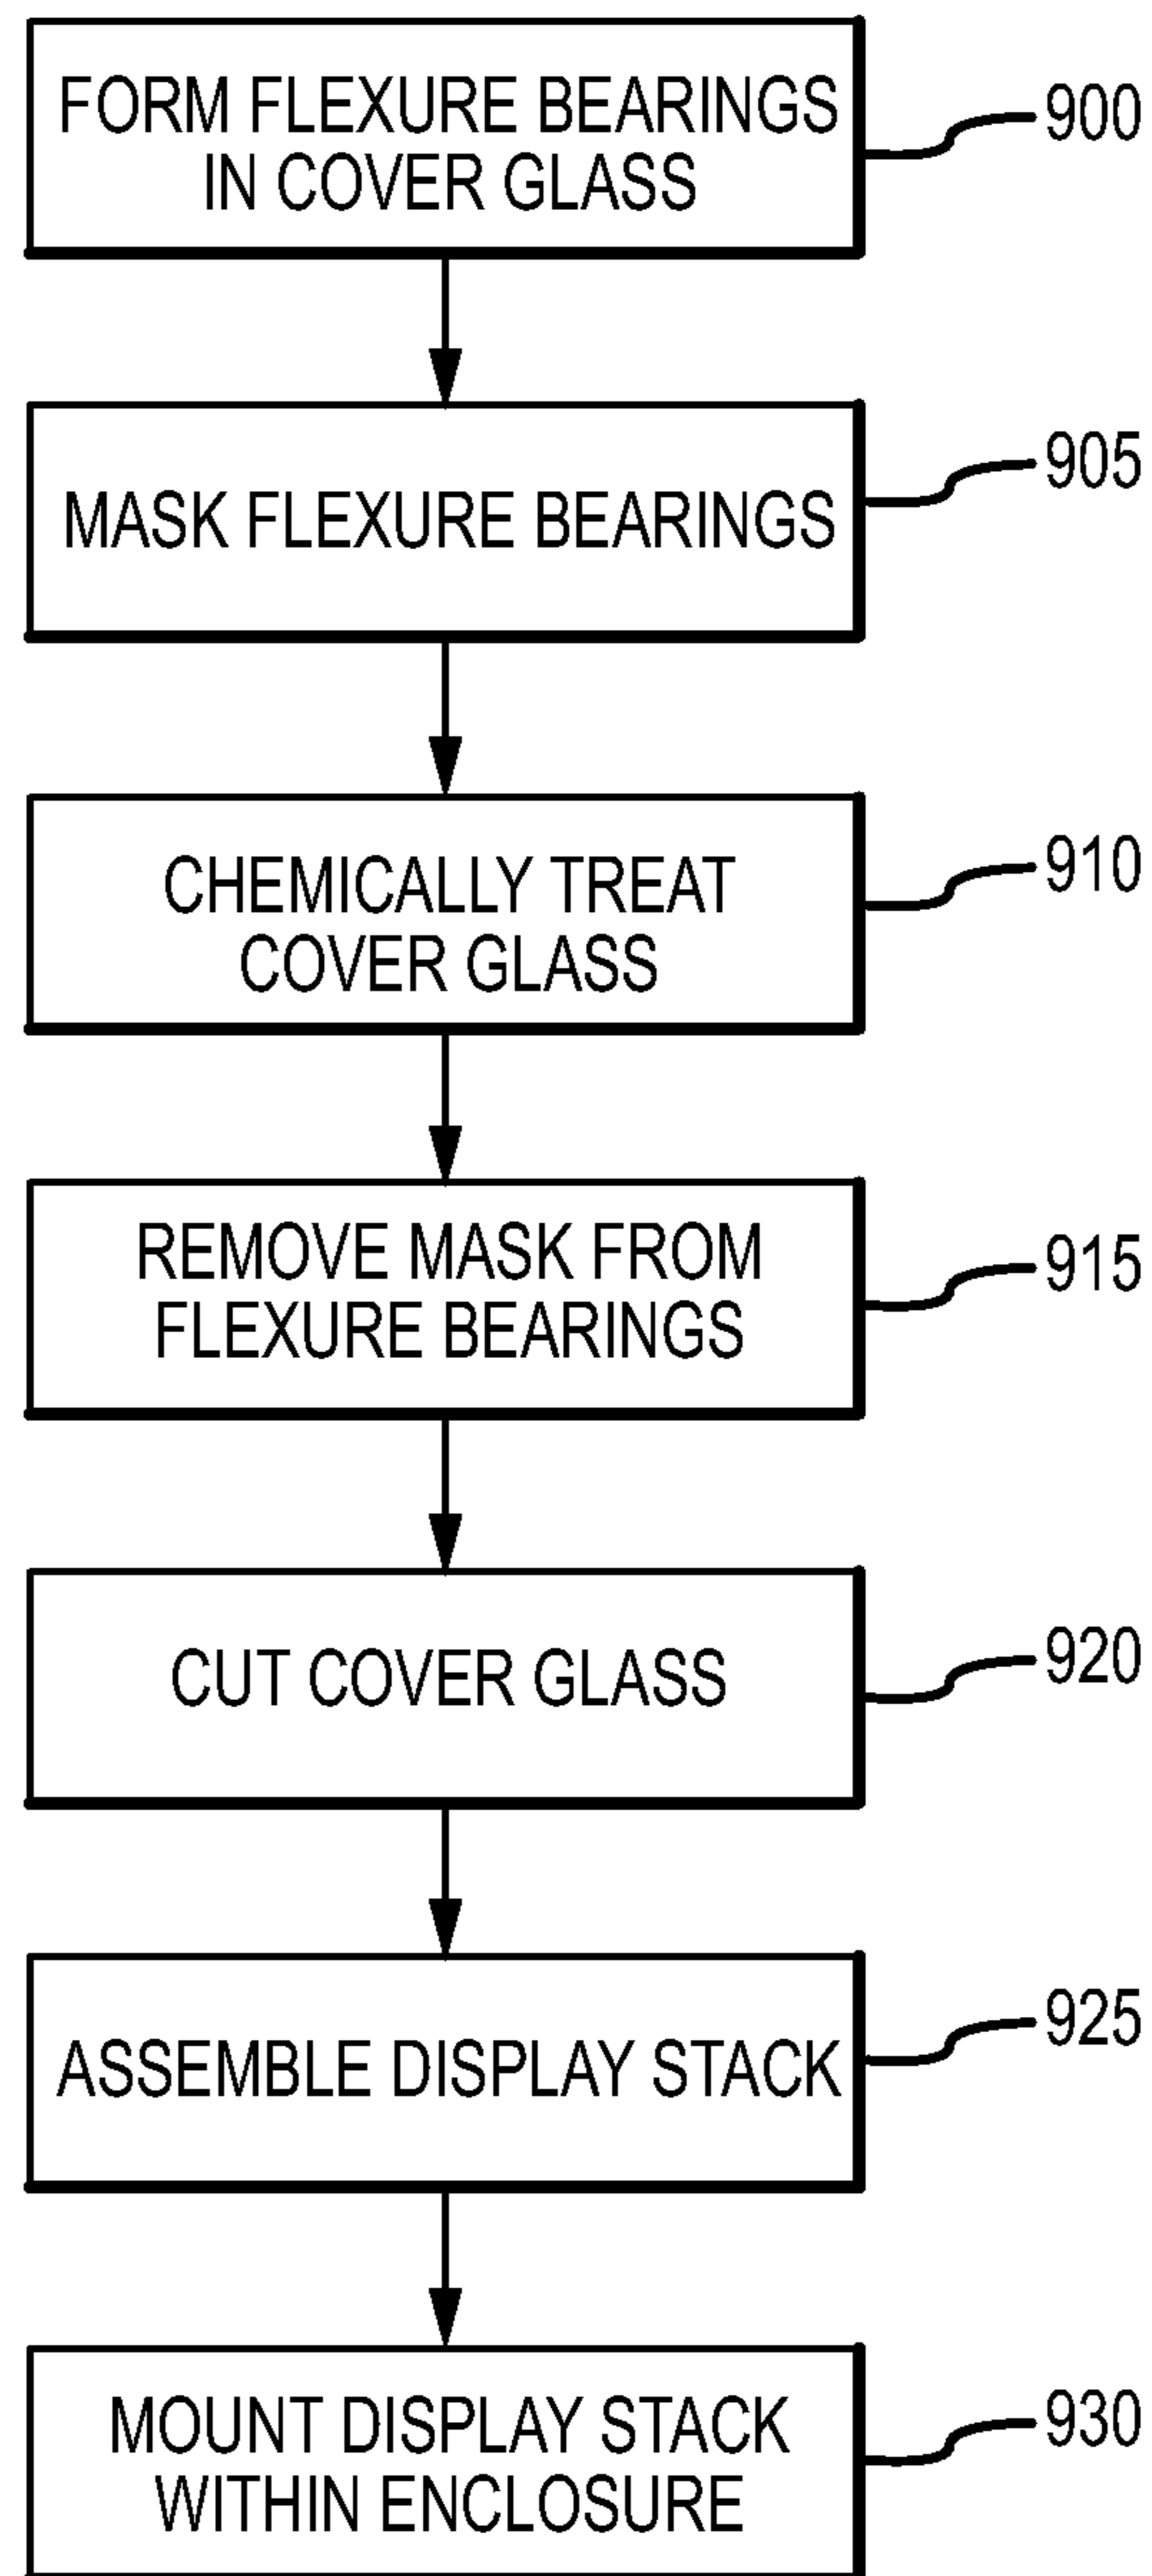 FORM FLEXURE BEARINGS
IN COVER GLASS
900
MASK FLEXURE BEARINGS
905
CHEMICALLY TREAT
COVER GLASS
910
REMOVE MASK FROM
FLEXURE BEARINGS
915
CUT COVER GLASS
920
ASSEMBLE DISPLAY STACK
925
MOUNT DISPLAY STACK
WITHIN ENCLOSURE
930